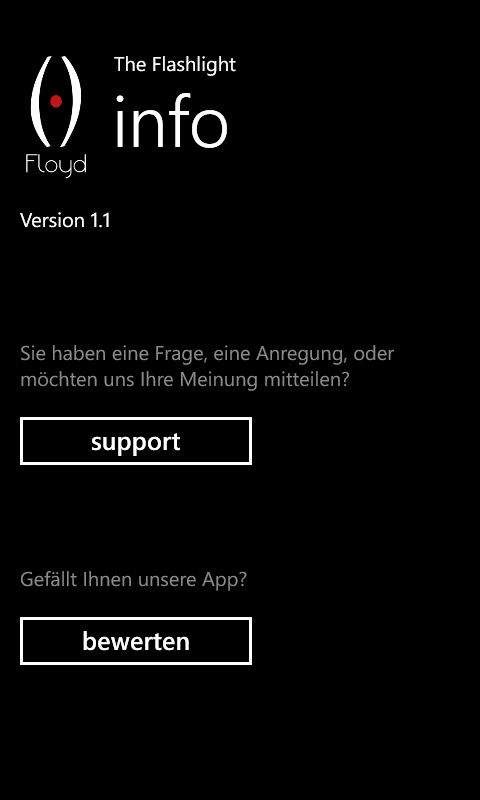 The Flashlight
info
Floyd
Version 1.1
Sie haben eine Frage, eine Anregung, oder
möchten uns Ihre Meinung mitteilen?
support
Gefällt Ihnen unsere App?
bewerten